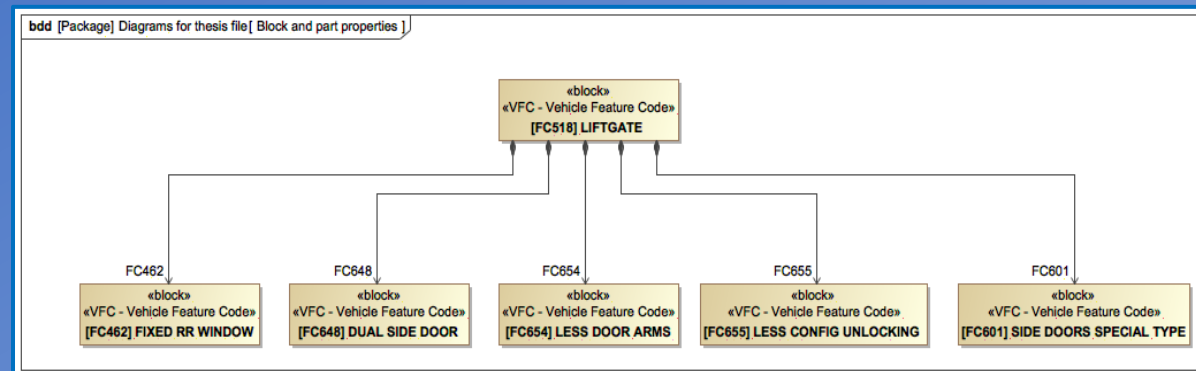 bdd [Package] Diagrams for thesis file[ Block and part properties ]
«block»
«VFC - Vehicle Feature Code»
[FC518] LIFTGATE
FC462
FC648
FC654
FC655
FC601
«block»
«VFC - Vehicle Feature Code»
[FC462] FIXED RR WINDOW
«block»
«VFC - Vehicle Feature Code»
[FC648] DUAL SIDE DOOR
«block»
«VFC - Vehicle Feature Code»
[FC654] LESS DOOR ARMS
«block»
«VFC - Vehicle Feature Code»
[FC655] LESS CONFIG UNLOCKING
«block»
«VFC - Vehicle Feature Code»
[FC601] SIDE DOORS SPECIAL TYPE